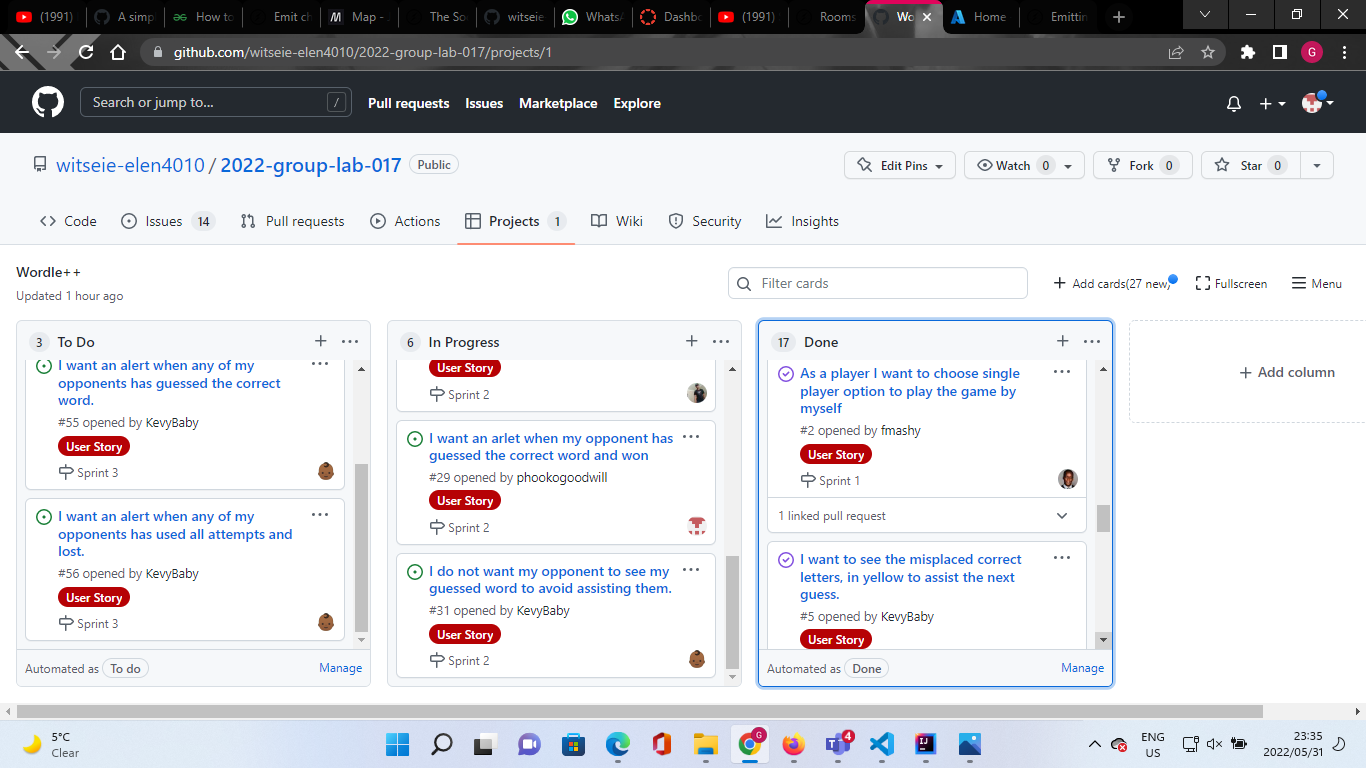 (1991)
A simp
How to
Emit ch
Map -
The So
witseie
WhatsA
Dashbo
(1991)
Rooms
Wo
Home
Emittin
github.com/witseie-elen4010/2022-group-lab-017/projects/1
G
Search or jump to...
/
Pull requests
Issues
Marketplace
Explore
witseie-elen4010 / 2022-group-lab-017
Public
Edit Pins
Watch 0
Fork 0
Star 0
Code
Issues 14
Pull requests
Actions
Projects 1
Wiki
Security
Insights
Wordle++
Updated 1 hour ago
Filter cards
Add cards(27 new)
Fullscreen
Menu
3 To Do
I want an alert when any of my
opponents has guessed the correct
word.
#55 opened by KevyBaby
User Story
Sprint 3
I want an alert when any of my
opponents has used all attempts and
lost.
#56 opened by KevyBaby
User Story
Sprint 3
Automated as To do
Manage
6 In Progress
User Story
Sprint 2
I want an arlet when my opponent has
guessed the correct word and won
#29 opened by phookogoodwill
User Story
Sprint 2
I do not want my opponent to see my
guessed word to avoid assisting them.
#31 opened by KevyBaby
User Story
Sprint 2
17 Done
As a player I want to choose single
player option to play the game by
myself
#2 opened by fmashy
User Story
Sprint 1
1 linked pull request
I want to see the misplaced correct
letters, in yellow to assist the next
guess.
#5 opened by KevyBaby
User Story
Automated as Done
Manage
Add column
5°C
Clear
G
4
ENG
US
23:35
2022/05/31